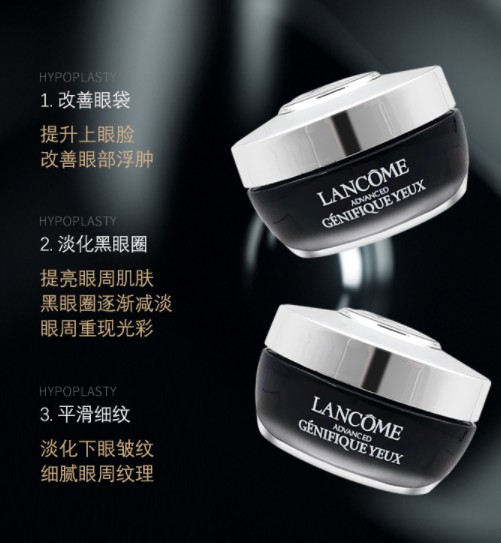 HYPOPLASTY
1. 改善眼袋
提升上眼脸
改善眼部浮肿
HYPOPLASTY
2. 淡化黑眼圈
提亮眼周肌肤
黑眼圈逐渐减淡
眼周重现光彩
HYPOPLASTY
3. 平滑细纹
淡化下眼皱纹
细腻眼周纹理
LANCÔME
ADVANCED
GÉNIFIQUE YEUX
LANCÔME
ADVANCED
GÉNIFIQUE YEUX